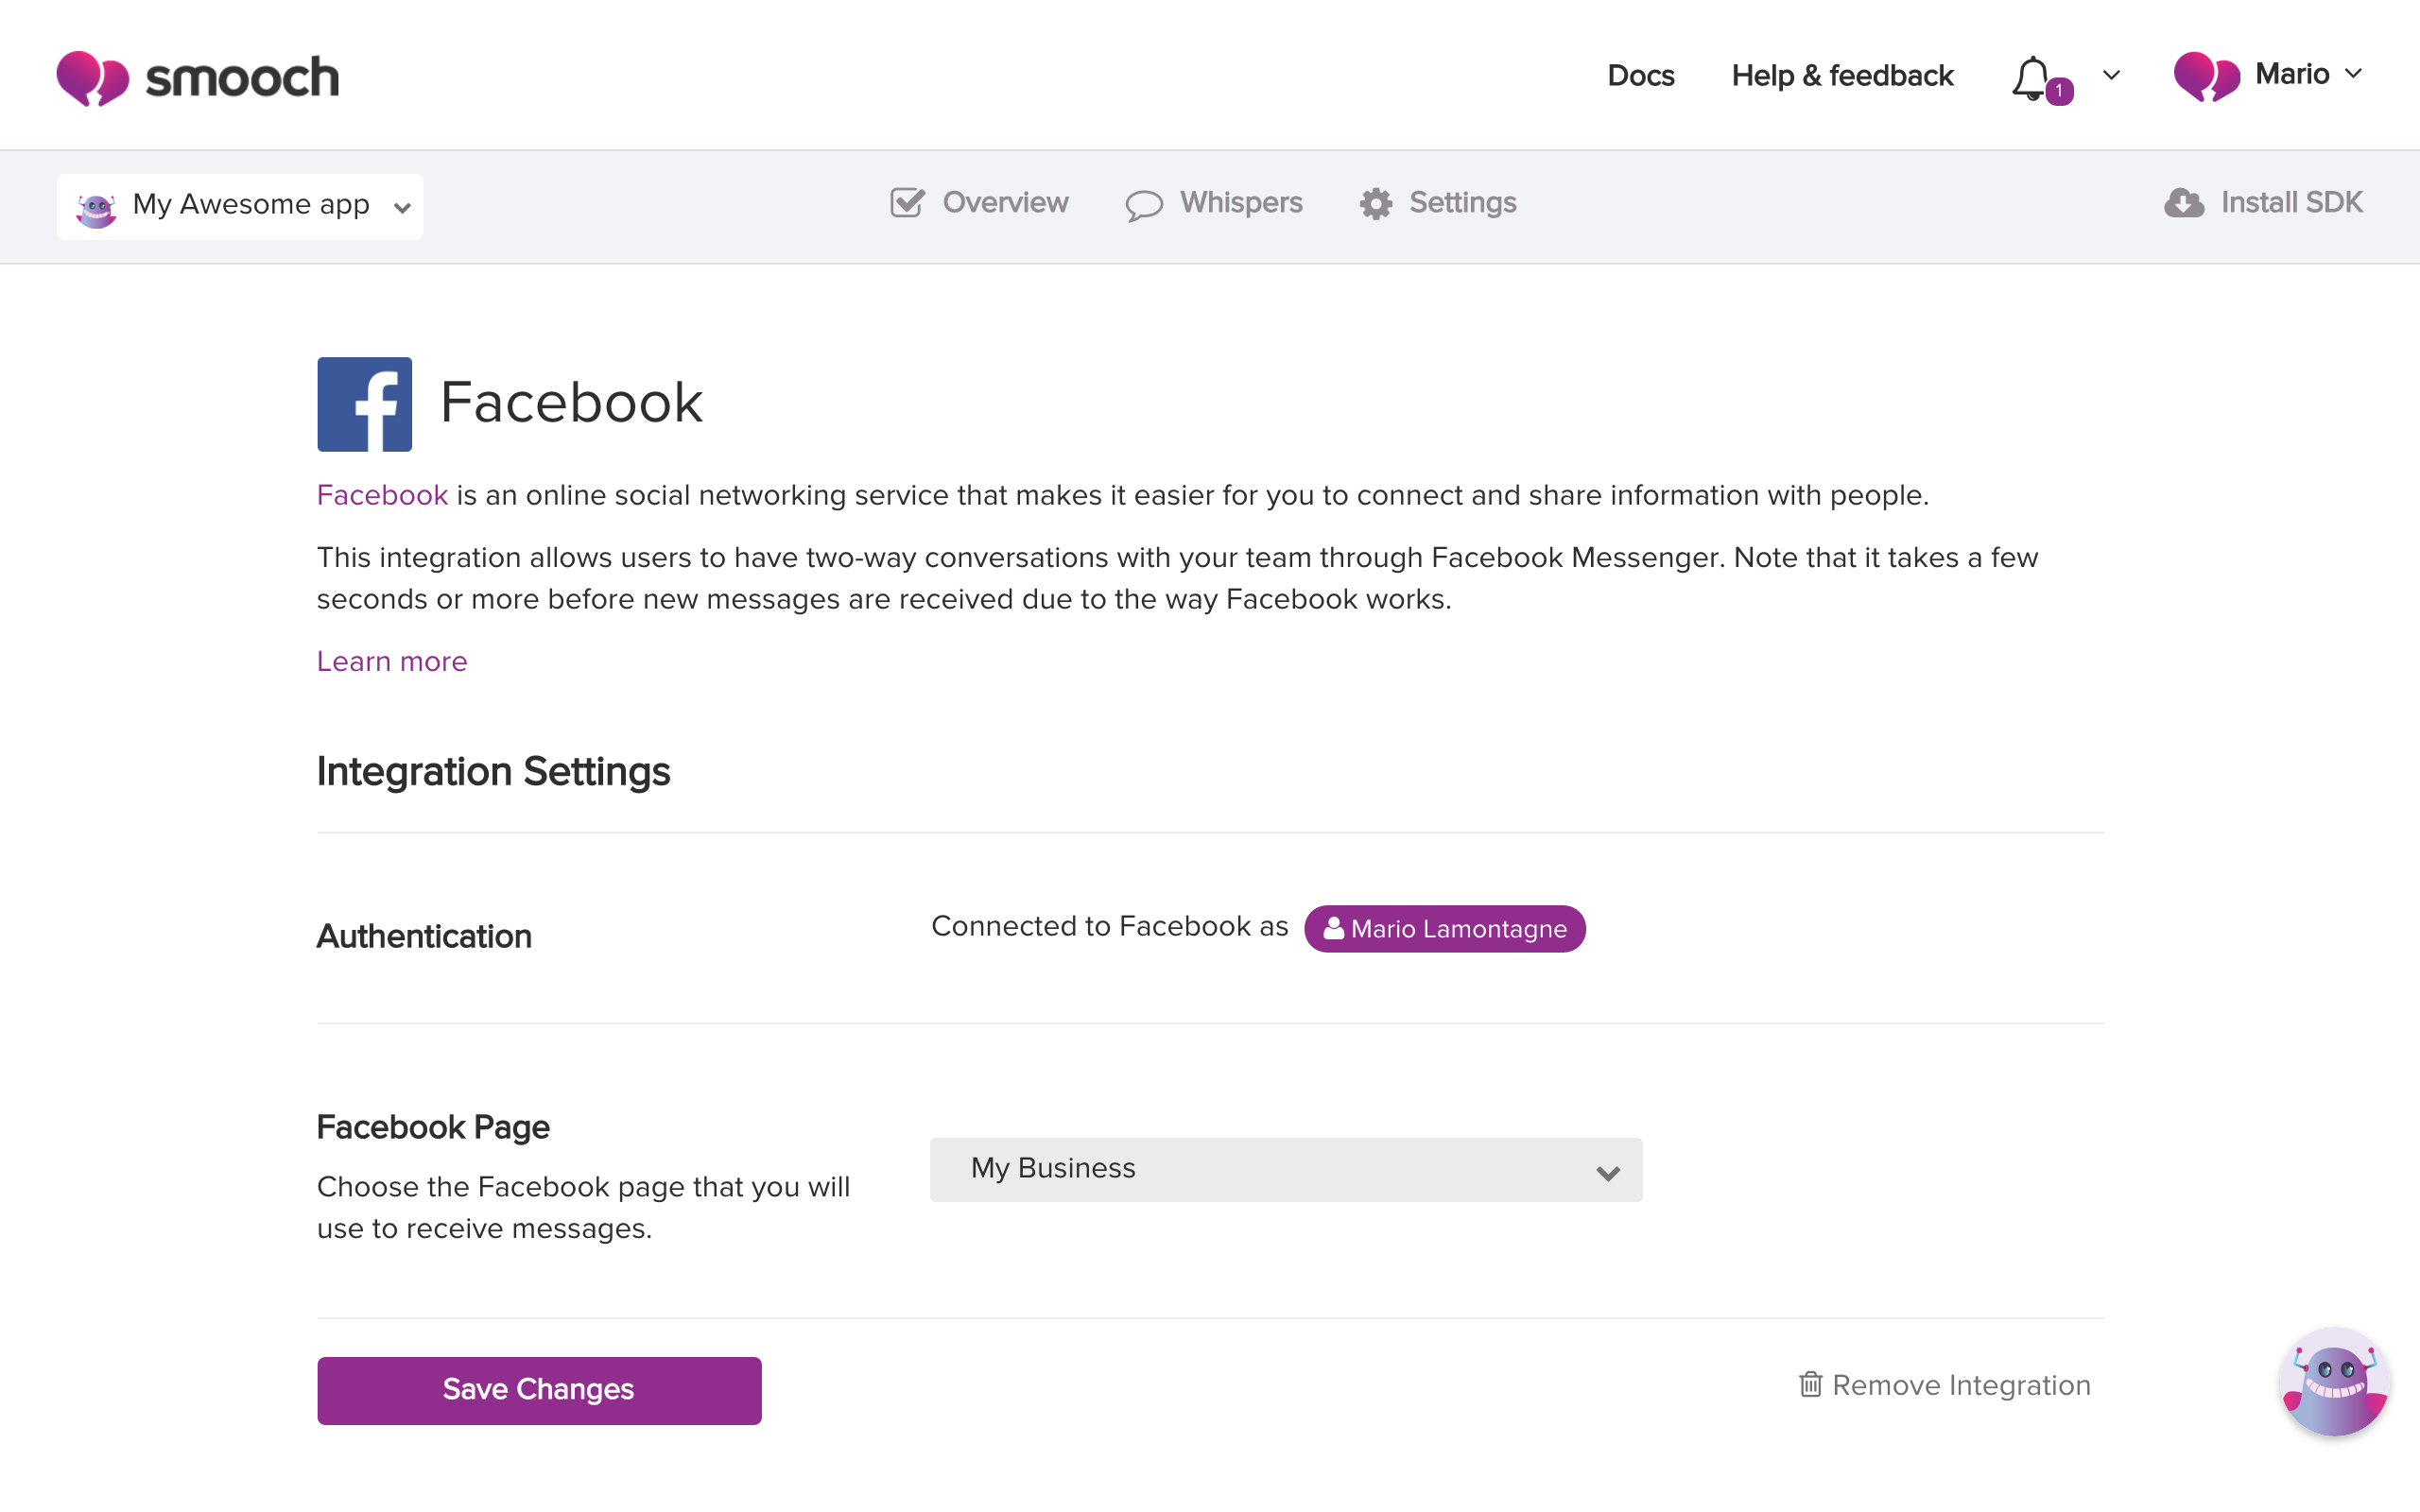 smooch
Docs Help & feedback 1 Mario
My Awesome app Overview Whispers Settings Install SDK
Facebook
Facebook is an online social networking service that makes it easier for you to connect and share information with people.
This integration allows users to have two-way conversations with your team through Facebook Messenger. Note that it takes a few
seconds or more before new messages are received due to the way Facebook works.
Learn more
Integration Settings
Authentication
Connected to Facebook as Mario Lamontagne
Facebook Page
Choose the Facebook page that you will
use to receive messages.
My Business
Save Changes
Remove Integration